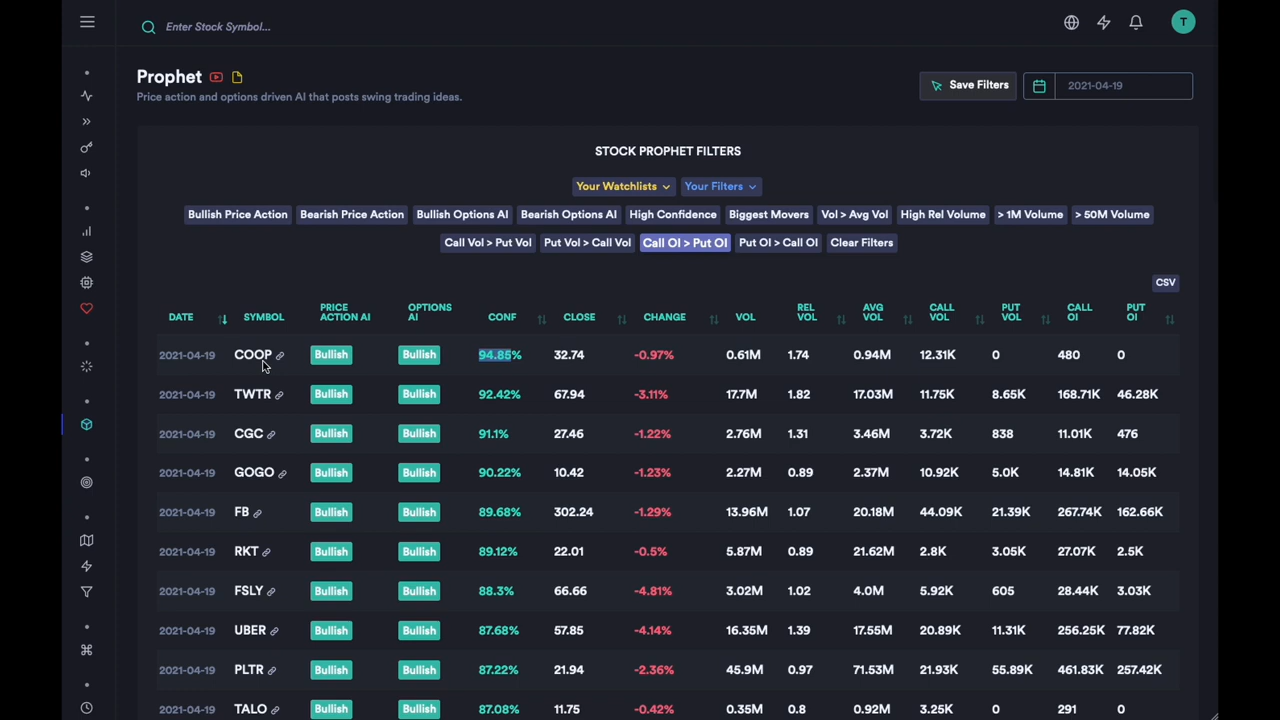 Enter Stock Symbol...
T
Prophet
Price action and options driven AI that posts swing trading ideas.
Save Filters
2021-04-19
STOCK PROPHET FILTERS
Your Watchlists Your Filters
Bullish Price Action Bearish Price Action Bullish Options AI Bearish Options AI High Confidence Biggest Movers Vol > Avg Vol High Rel Volume > 1M Volume > 50M Volume
Call Vol > Put Vol Put Vol > Call Vol Call OI > Put OI Put OI > Call OI Clear Filters
CSV
DATE SYMBOL PRICE ACTION AI OPTIONS AI CONF CLOSE CHANGE VOL REL VOL AVG VOL CALL VOL PUT VOL CALL OI PUT OI
2021-04-19 COOP Bullish Bullish 94.85% 32.74 -0.97% 0.61M 1.74 0.94M 12.31K 0 480 0
2021-04-19 TWTR Bullish Bullish 92.42% 67.94 -3.11% 17.7M 1.82 17.03M 11.75K 8.65K 168.71K 46.28K
2021-04-19 CGC Bullish Bullish 91.1% 27.46 -1.22% 2.76M 1.31 3.46M 3.72K 838 11.01K 476
2021-04-19 GOGO Bullish Bullish 90.22% 10.42 -1.23% 2.27M 0.89 2.37M 10.92K 5.0K 14.81K 14.05K
2021-04-19 FB Bullish Bullish 89.68% 302.24 -1.29% 13.96M 1.07 20.18M 44.09K 21.39K 267.74K 162.66K
2021-04-19 RKT Bullish Bullish 89.12% 22.01 -0.5% 5.87M 0.89 21.62M 2.8K 3.05K 27.07K 2.5K
2021-04-19 FSLY Bullish Bullish 88.3% 66.66 -4.81% 3.02M 1.02 4.0M 5.92K 605 28.44K 3.03K
2021-04-19 UBER Bullish Bullish 87.68% 57.85 -4.14% 16.35M 1.39 17.55M 20.89K 11.31K 256.25K 77.82K
2021-04-19 PLTR Bullish Bullish 87.22% 21.94 -2.36% 45.9M 0.97 71.53M 21.93K 55.89K 461.83K 257.42K
2021-04-19 TALO Bullish Bullish 87.08% 11.75 -0.42% 0.35M 0.8 0.92M 3.25K 0 291 0